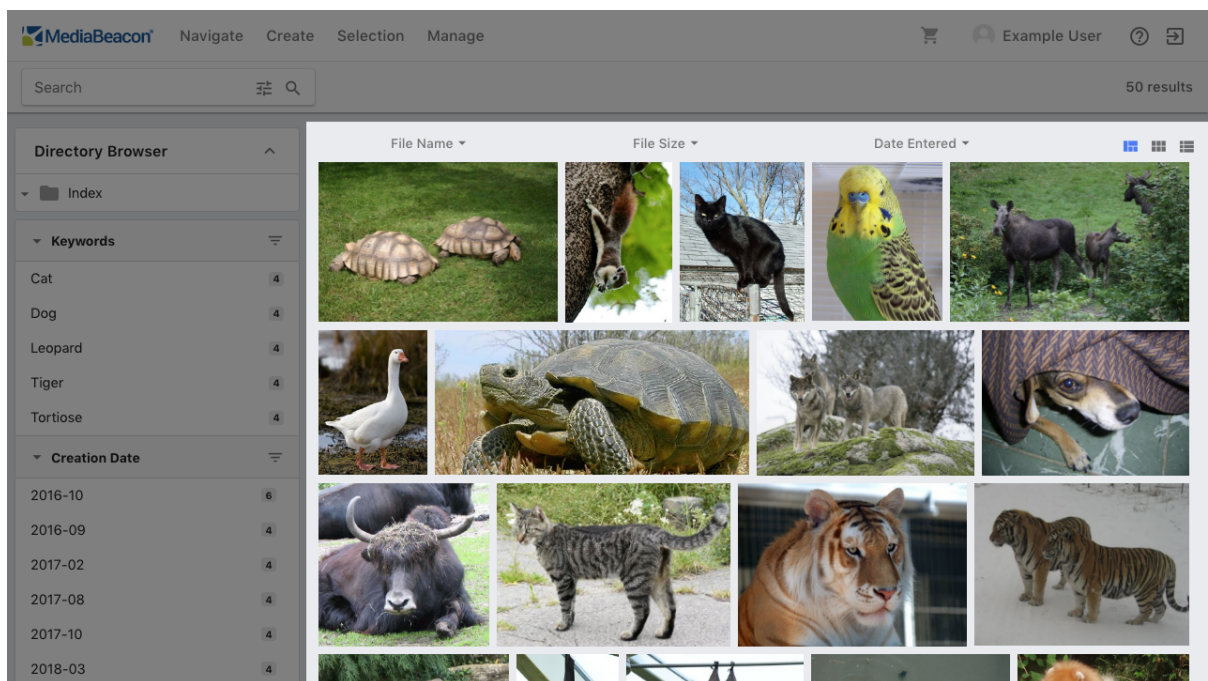 MediaBeacon Navigate Create Selection Manage Example User
Search 50 results
File Name File Size Date Entered
Directory Browser
Index
Keywords
Cat 4
Dog 4
Leopard 4
Tiger 4
Tortiose 4
Creation Date
2016-10 6
2016-09 4
2017-02 4
2017-08 4
2017-10 4
2018-03 4